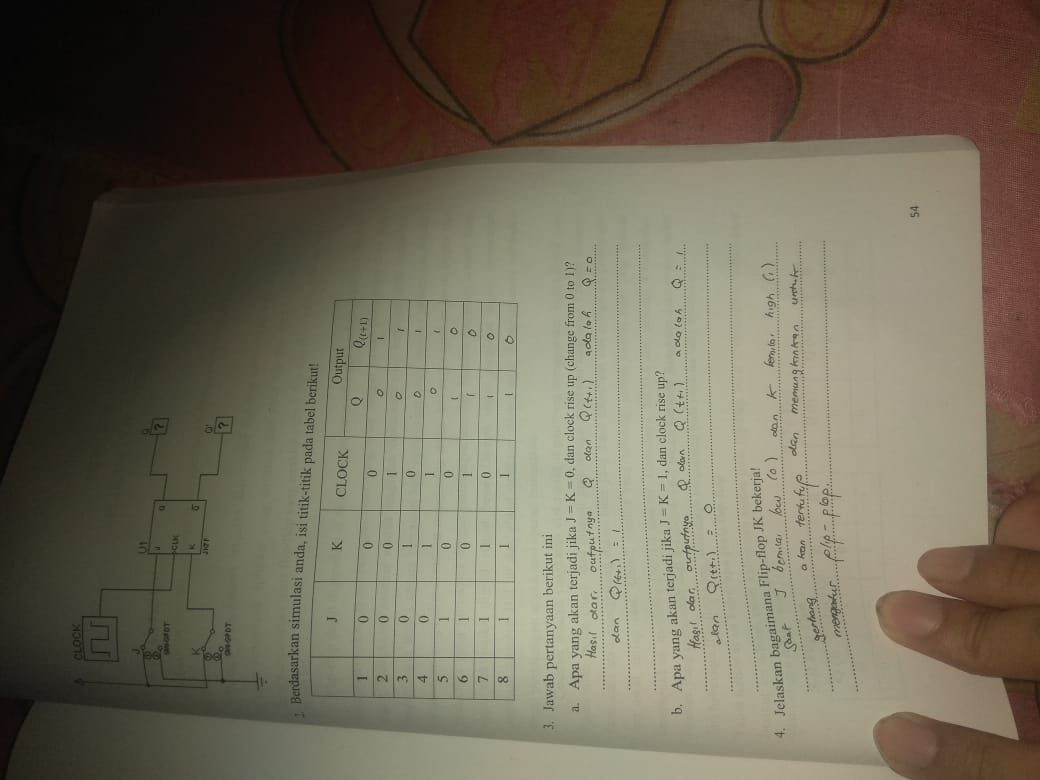 CLOCK
J
SW-SPDT
K
SW-SPDT
U1
J
Q
CLK
K
Q
JKFF
Q
?
Q'
?
2. Berdasarkan simulasi anda, isi titik-titik pada tabel berikut!
J K CLOCK Output
Q Q(t+1)
1 0 0 0 0 1
2 0 0 1 0 1
3 0 1 0 0 1
4 0 1 1 0 1
5 1 0 0 1 0
6 1 0 1 1 0
7 1 1 0 1 0
8 1 1 1 1 0
3. Jawab pertanyaan berikut ini
a. Apa yang akan terjadi jika J = K = 0, dan clock rise up (change from 0 to 1)?
Hasil dari outputnya Q dan Q(t+1) adalah Q = 0
dan Q(t+1) = 1
b. Apa yang akan terjadi jika J = K = 1, dan clock rise up?
Hasil dari outputnya Q dan Q(t+1) adalah Q = 1
dan Q(t+1) = 0
4. Jelaskan bagaimana Flip-flop JK bekerja!
Saat J bernilai low (0) dan K bernilai high (1)
gerbang akan tertutup dan memungkinkan untuk
mengatur plip-plop
54